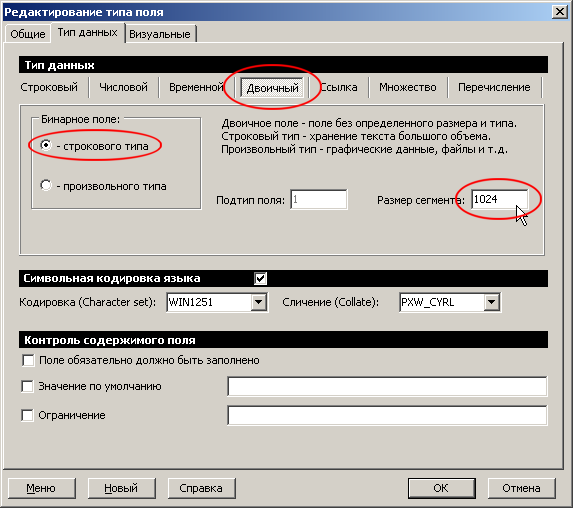 Редактирование типа поля
Общие Тип данных Визуальные
Тип данных
Строковый Числовой Временной Двоичный Ссылка Множество Перечисление
Бинарное поле:
- строкового типа
- произвольного типа
Двоичное поле - поле без определенного размера и типа.
Строковый тип - хранение текста большого объема.
Произвольный тип - графические данные, файлы и т.д.
Подтип поля: 1 Размер сегмента: 1024
Символьная кодировка языка
Кодировка (Character set): WIN1251 Сличение (Collate): PXW_CYRL
Контроль содержимого поля
Поле обязательно должно быть заполнено
Значение по умолчанию
Ограничение
Меню Новый Справка OK Отмена